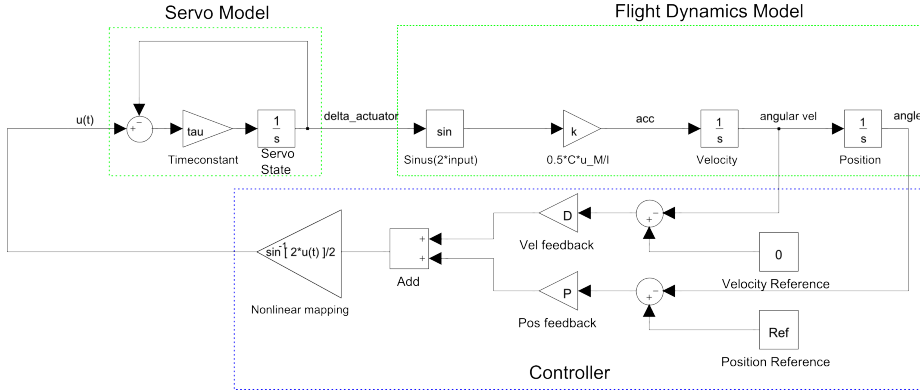 Servo Model
Flight Dynamics Model
u(t)
+
−
tau
Timeconstant
1
s
Servo
State
delta_actuator
sin
Sinus(2*input)
k
0.5*C*u_M/I
acc
1
s
Velocity
angular vel
1
s
Position
angle
sin⁻¹[ 2*u(t) ]/2
Nonlinear mapping
+
+
Add
D
Vel feedback
−
+
0
Velocity Reference
P
Pos feedback
−
+
Ref
Position Reference
Controller